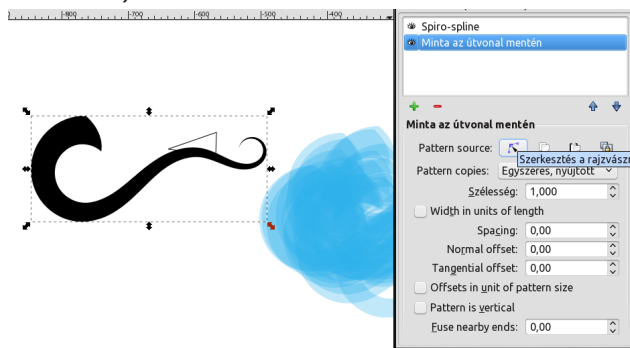 -800 -700 -600 -500 -400
Spiro-spline
Minta az útvonal mentén
Minta az útvonal mentén
Pattern source:
Szerkesztés a rajzvász
Pattern copies: Egyszeres, nyújtott
Szélesség: 1,000
Width in units of length
Spacing: 0,00
Normal offset: 0,00
Tangential offset: 0,00
Offsets in unit of pattern size
Pattern is vertical
Fuse nearby ends: 0,00